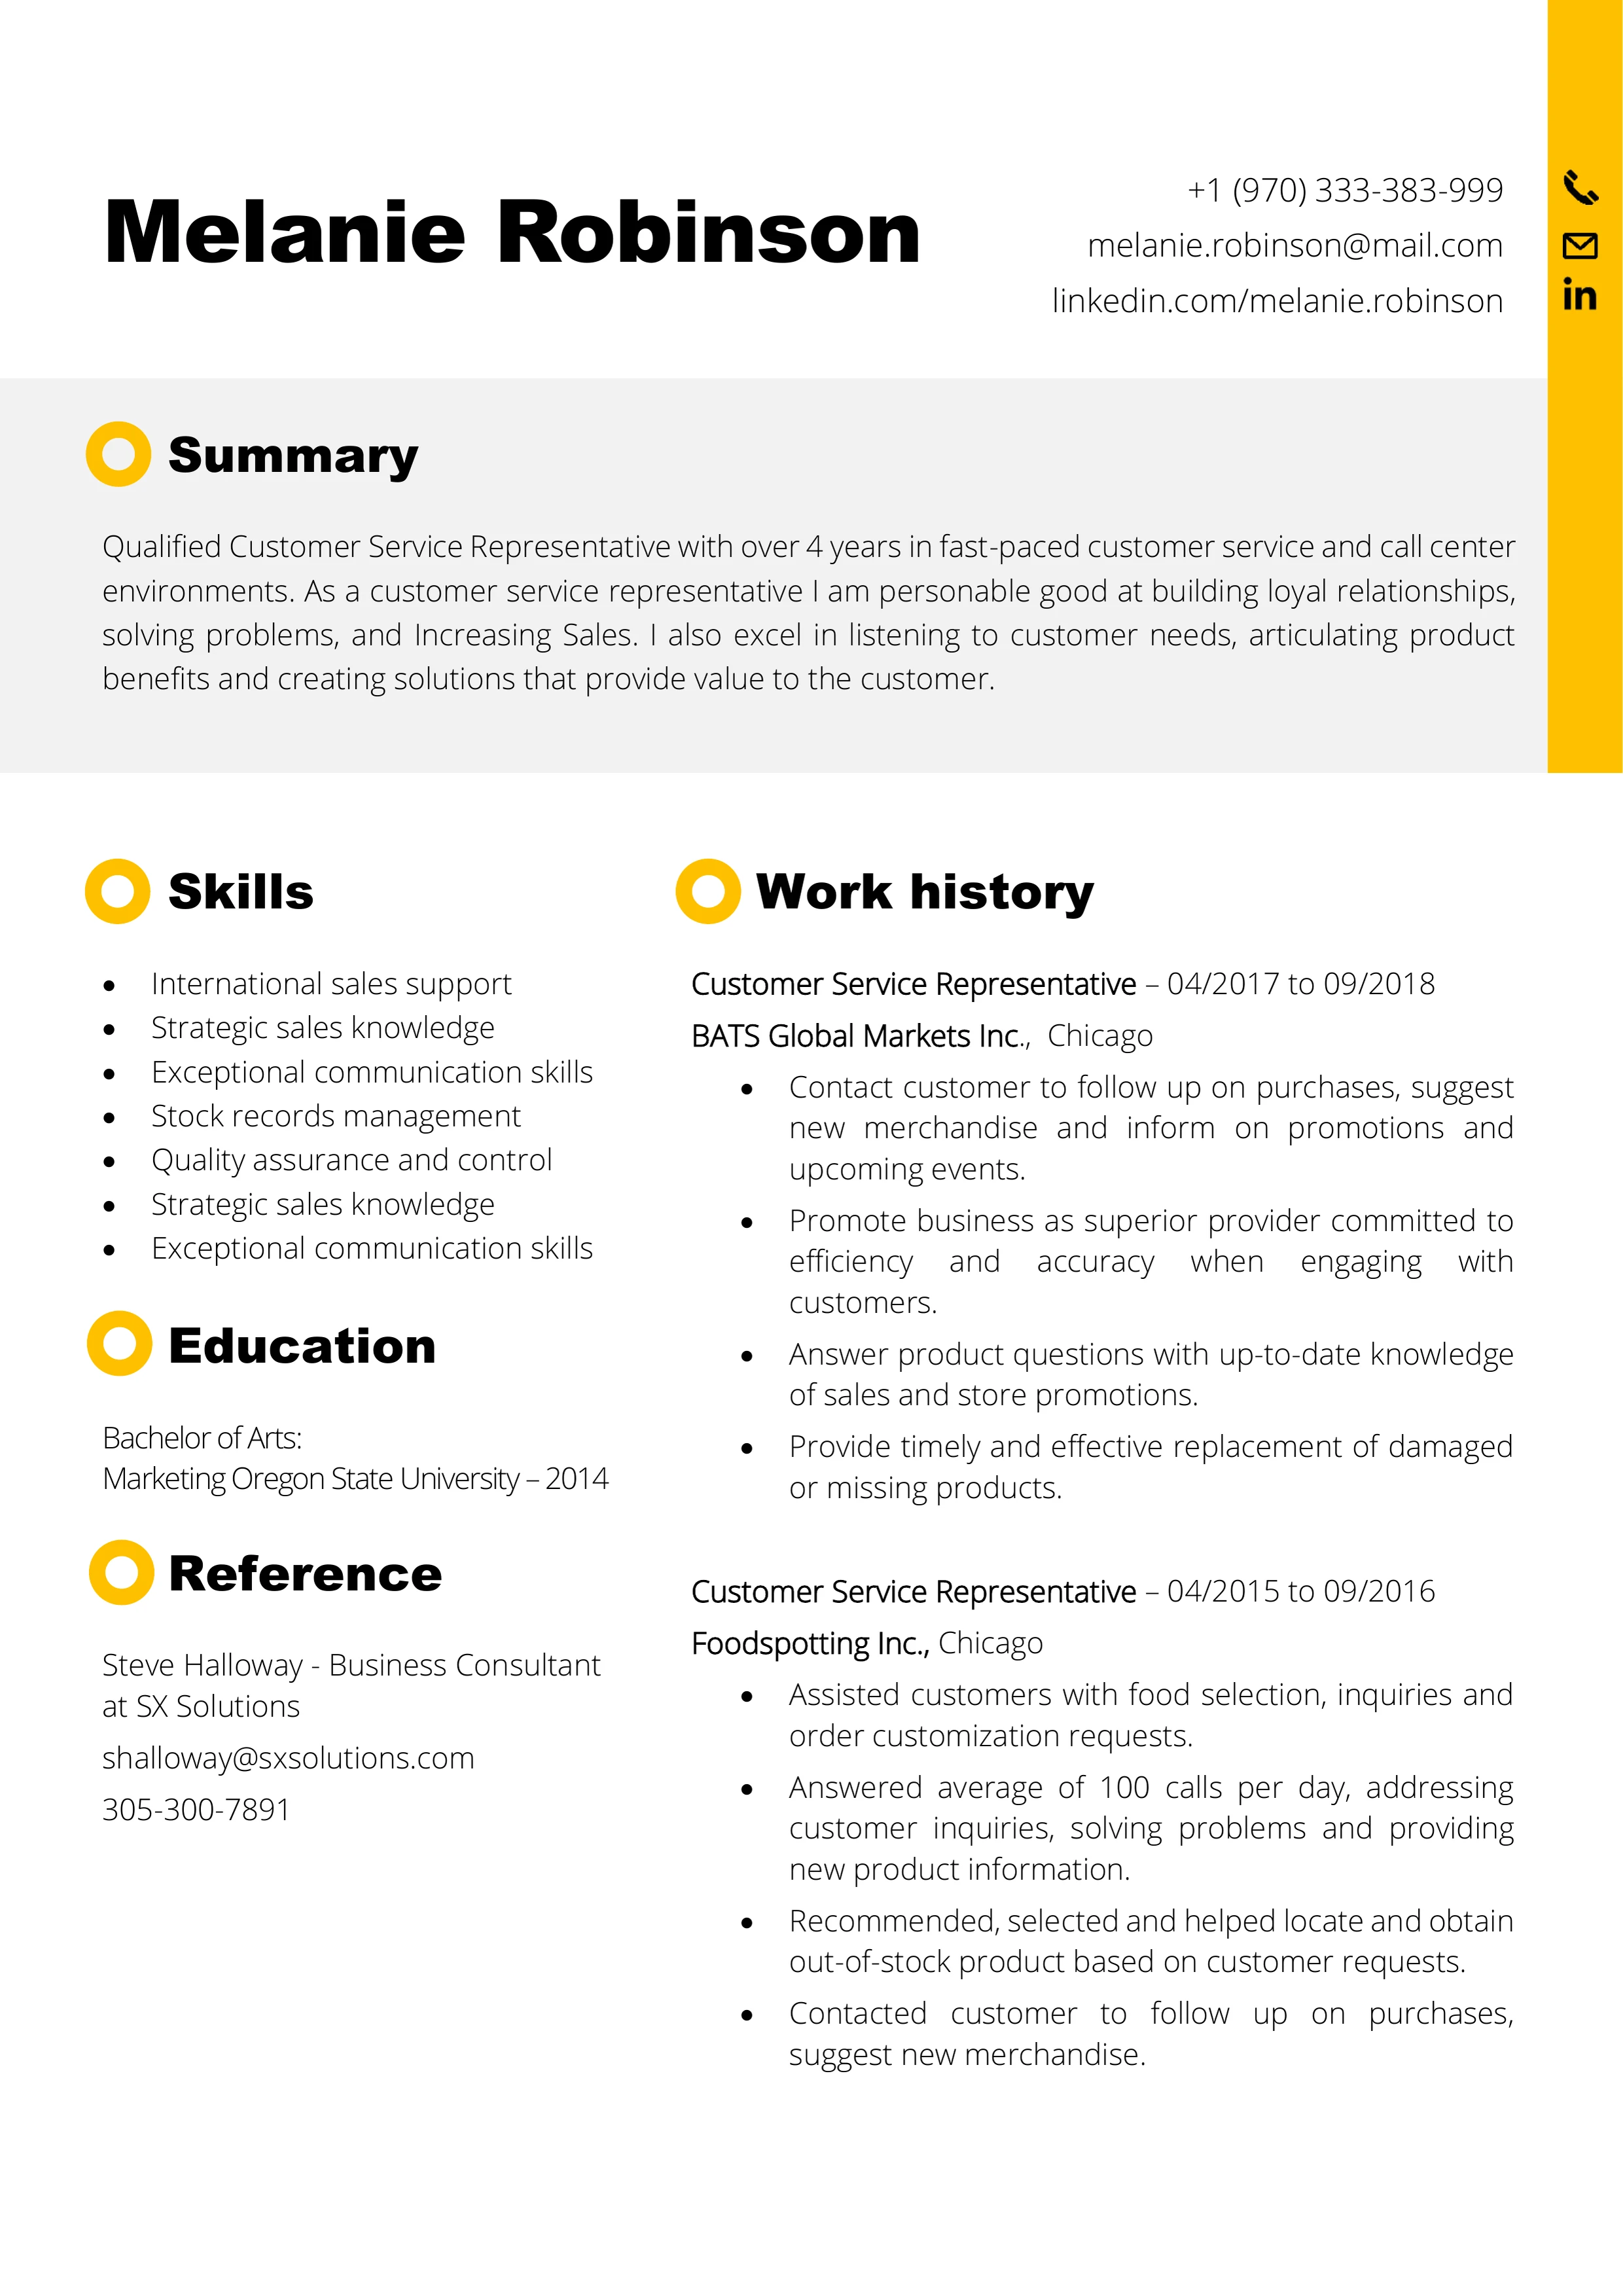 Melanie Robinson
+1 (970) 333-383-999
melanie.robinson@mail.com
linkedin.com/melanie.robinson
in
Summary
Qualified Customer Service Representative with over 4 years in fast-paced customer service and call center
environments. As a customer service representative I am personable good at building loyal relationships,
solving problems, and Increasing Sales. I also excel in listening to customer needs, articulating product
benefits and creating solutions that provide value to the customer.
Skills
• International sales support
• Strategic sales knowledge
• Exceptional communication skills
• Stock records management
• Quality assurance and control
• Strategic sales knowledge
• Exceptional communication skills
Education
Bachelor of Arts:
Marketing Oregon State University – 2014
Reference
Steve Halloway - Business Consultant
at SX Solutions
shalloway@sxsolutions.com
305-300-7891
Work history
Customer Service Representative – 04/2017 to 09/2018
BATS Global Markets Inc., Chicago
• Contact customer to follow up on purchases, suggest
new merchandise and inform on promotions and
upcoming events.
• Promote business as superior provider committed to
efficiency and accuracy when engaging with
customers.
• Answer product questions with up-to-date knowledge
of sales and store promotions.
• Provide timely and effective replacement of damaged
or missing products.
Customer Service Representative – 04/2015 to 09/2016
Foodspotting Inc., Chicago
• Assisted customers with food selection, inquiries and
order customization requests.
• Answered average of 100 calls per day, addressing
customer inquiries, solving problems and providing
new product information.
• Recommended, selected and helped locate and obtain
out-of-stock product based on customer requests.
• Contacted customer to follow up on purchases,
suggest new merchandise.